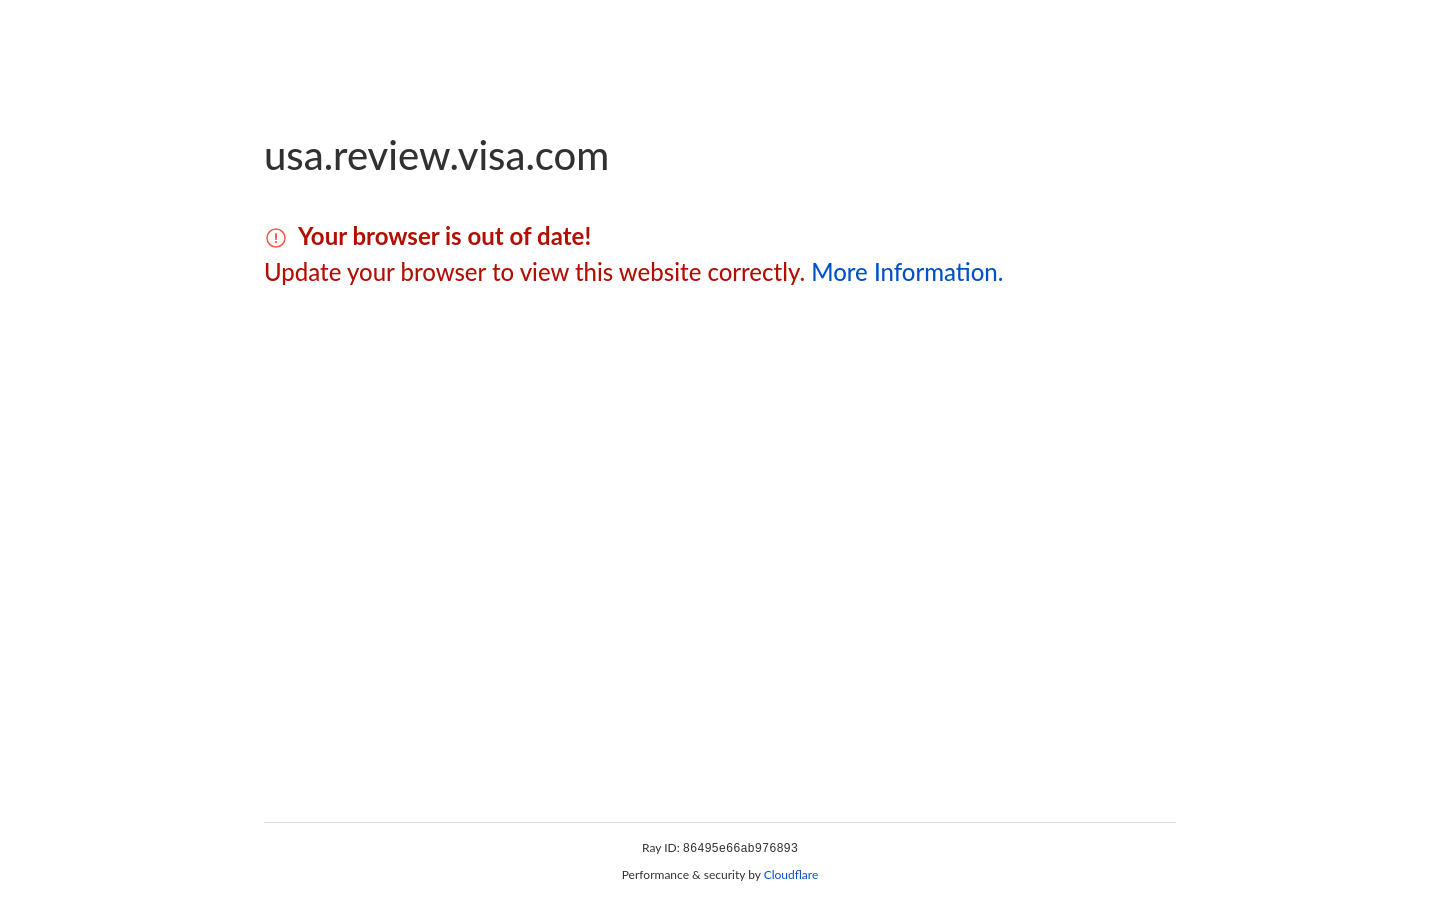 usa.review.visa.com
Your browser is out of date!
Update your browser to view this website correctly. More Information.
Ray ID: 86495e66ab976893
Performance & security by Cloudflare